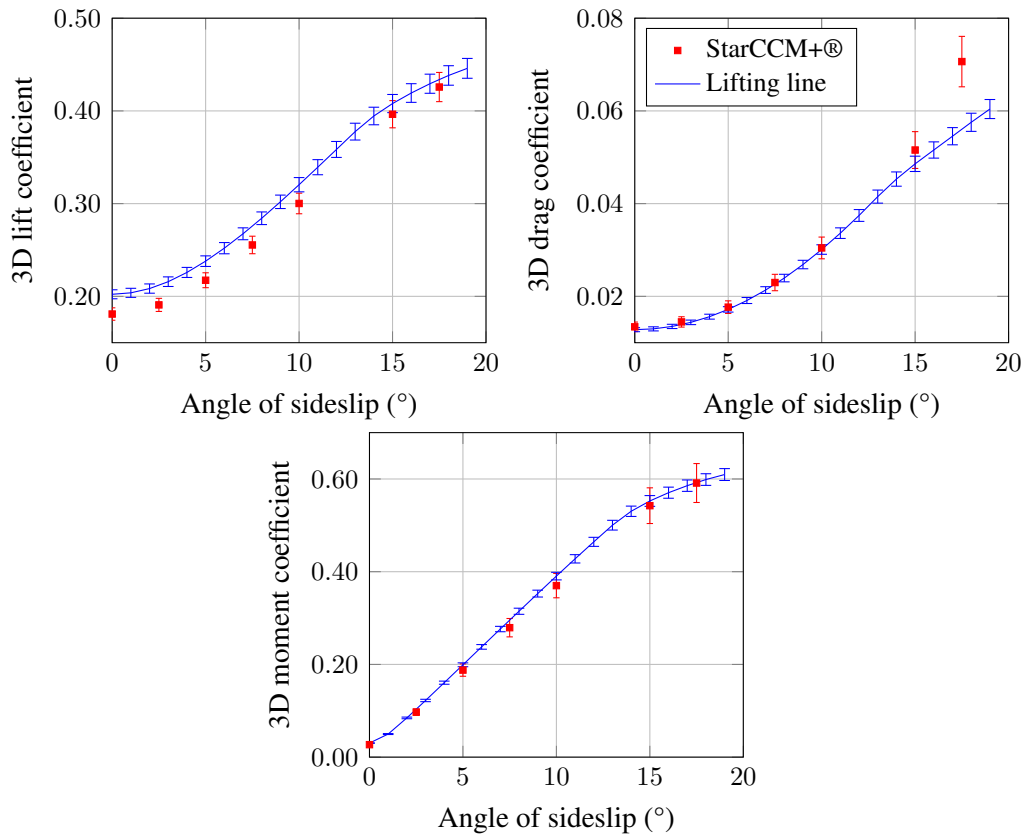 0.50
0.40
0.30
0.20
3D lift coefficient
0 5 10 15 20
Angle of sideslip (°)
0.08
0.06
0.04
0.02
3D drag coefficient
StarCCM+®
Lifting line
0 5 10 15 20
Angle of sideslip (°)
0.60
0.40
0.20
0.00
3D moment coefficient
0 5 10 15 20
Angle of sideslip (°)